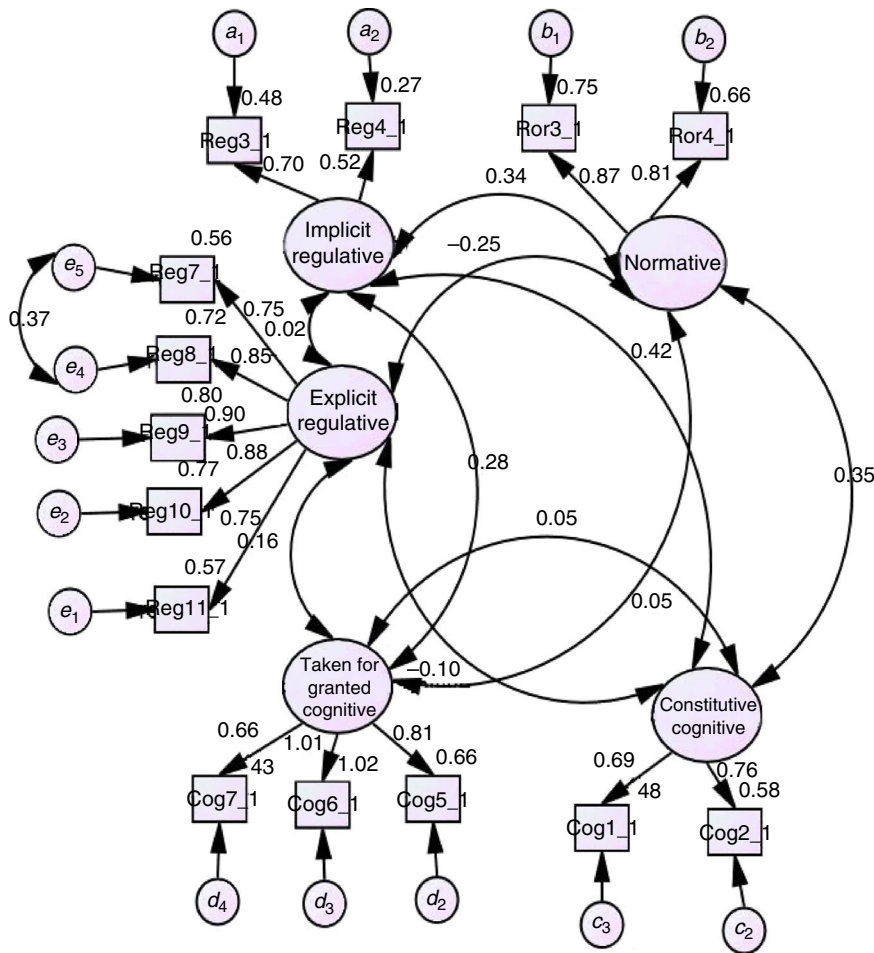 a1
a2
b1
b2
0.48
0.27
0.75
0.66
Reg3_1
Reg4_1
Ror3_1
Ror4_1
0.70
0.52
0.87
0.81
0.34
Implicit
regulative
–0.25
Normative
0.56
e5
Reg7_1
0.75
0.37
0.72
0.02
e4
Reg8_1
0.85
0.42
0.80
Explicit
regulative
e3
Reg9_1
0.90
0.88
0.77
0.28
0.35
e2
Reg10_1
0.75
0.16
0.05
0.57
e1
Reg11_1
0.05
Taken for
granted
cognitive
–0.10
Constitutive
cognitive
0.66
1.01
0.81
43
1.02
0.66
0.69
0.76
48
0.58
Cog7_1
Cog6_1
Cog5_1
Cog1_1
Cog2_1
d4
d3
d2
c3
c2